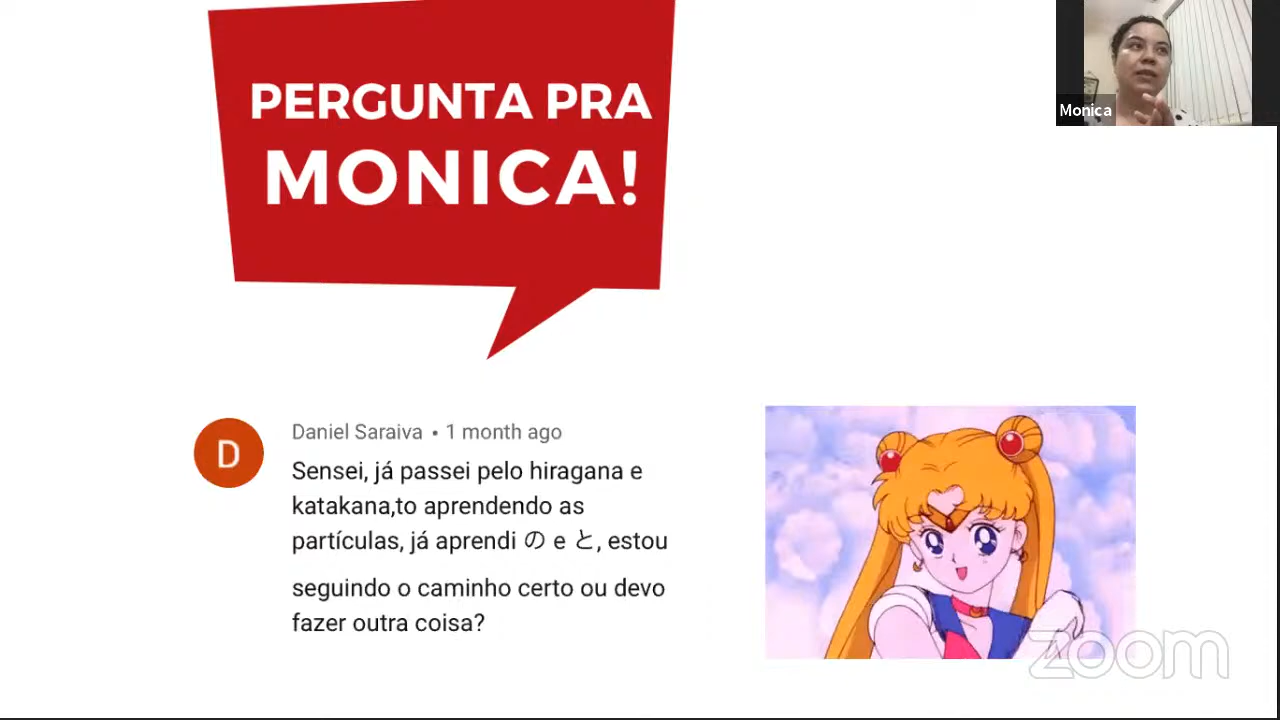 PERGUNTA PRA
MONICA!
Monica
D
Daniel Saraiva • 1 month ago
Sensei, já passei pelo hiragana e
katakana,to aprendendo as
partículas, já aprendi の e と, estou
seguindo o caminho certo ou devo
fazer outra coisa?
zoom